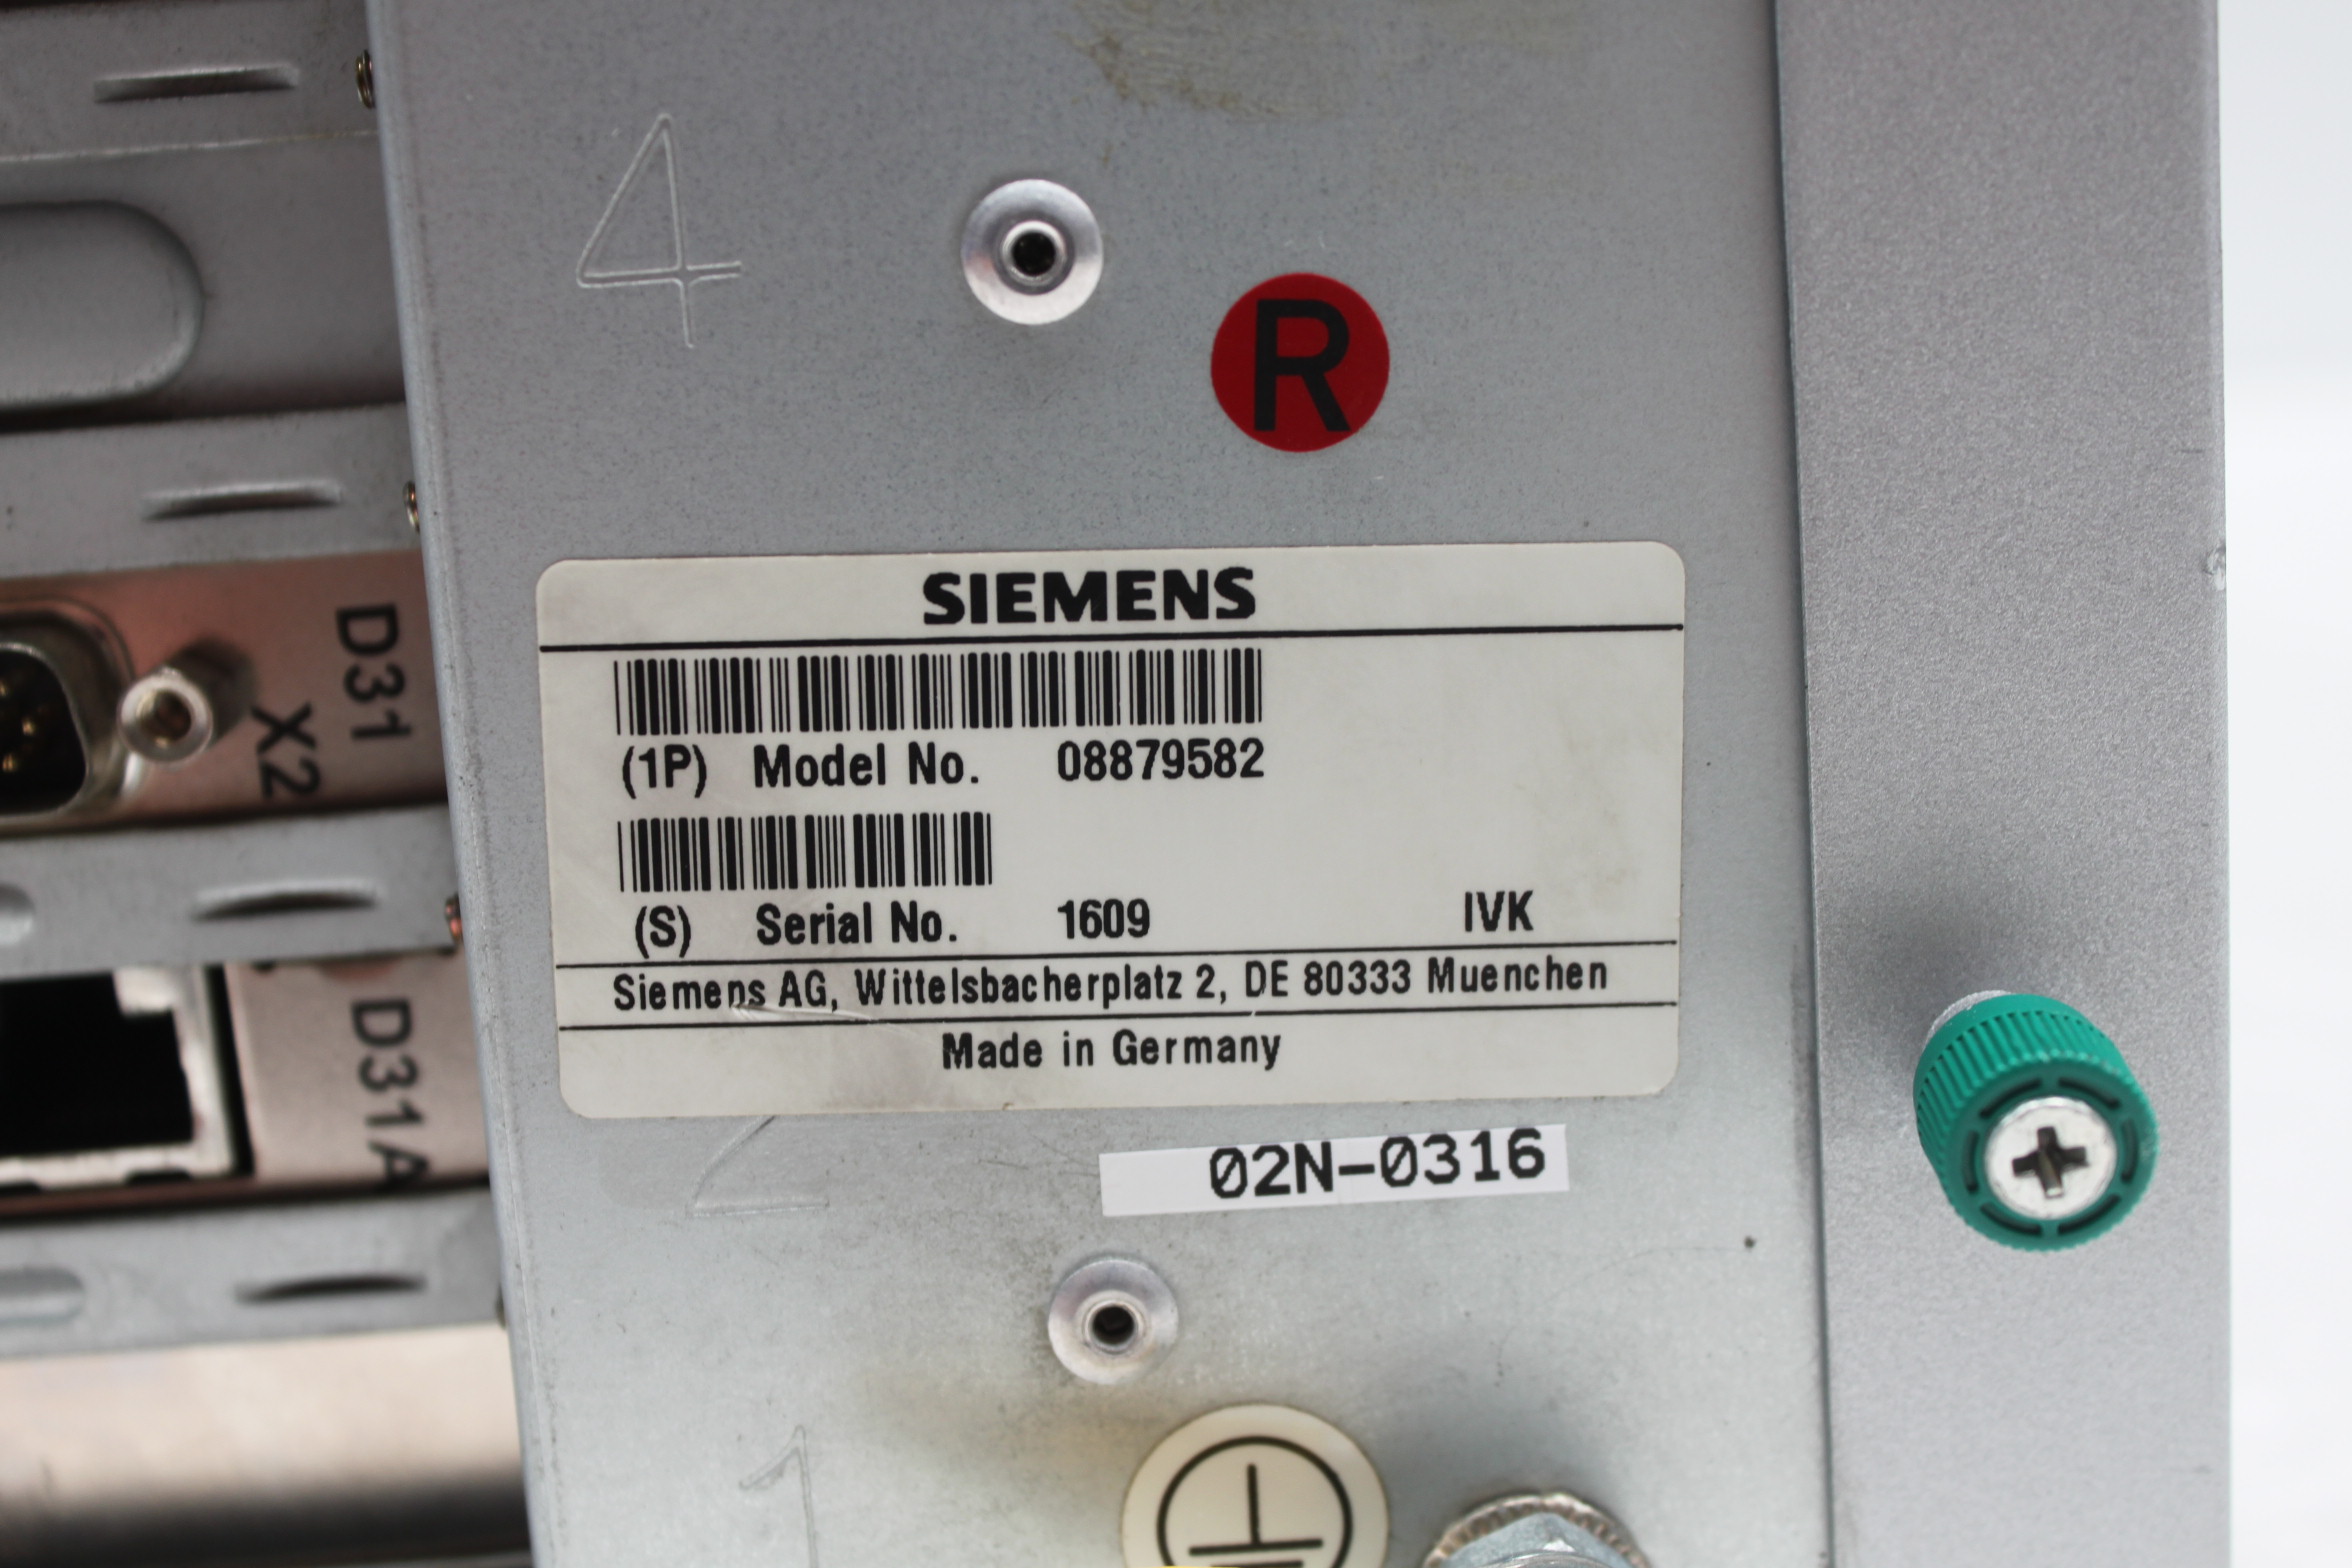 4
R
SIEMENS
(1P) Model No. 08879582
(S) Serial No. 1609 IVK
Siemens AG, Wittelsbacherplatz 2, DE 80333 Muenchen
Made in Germany
2
02N-0316
1
D31
X2
D31A